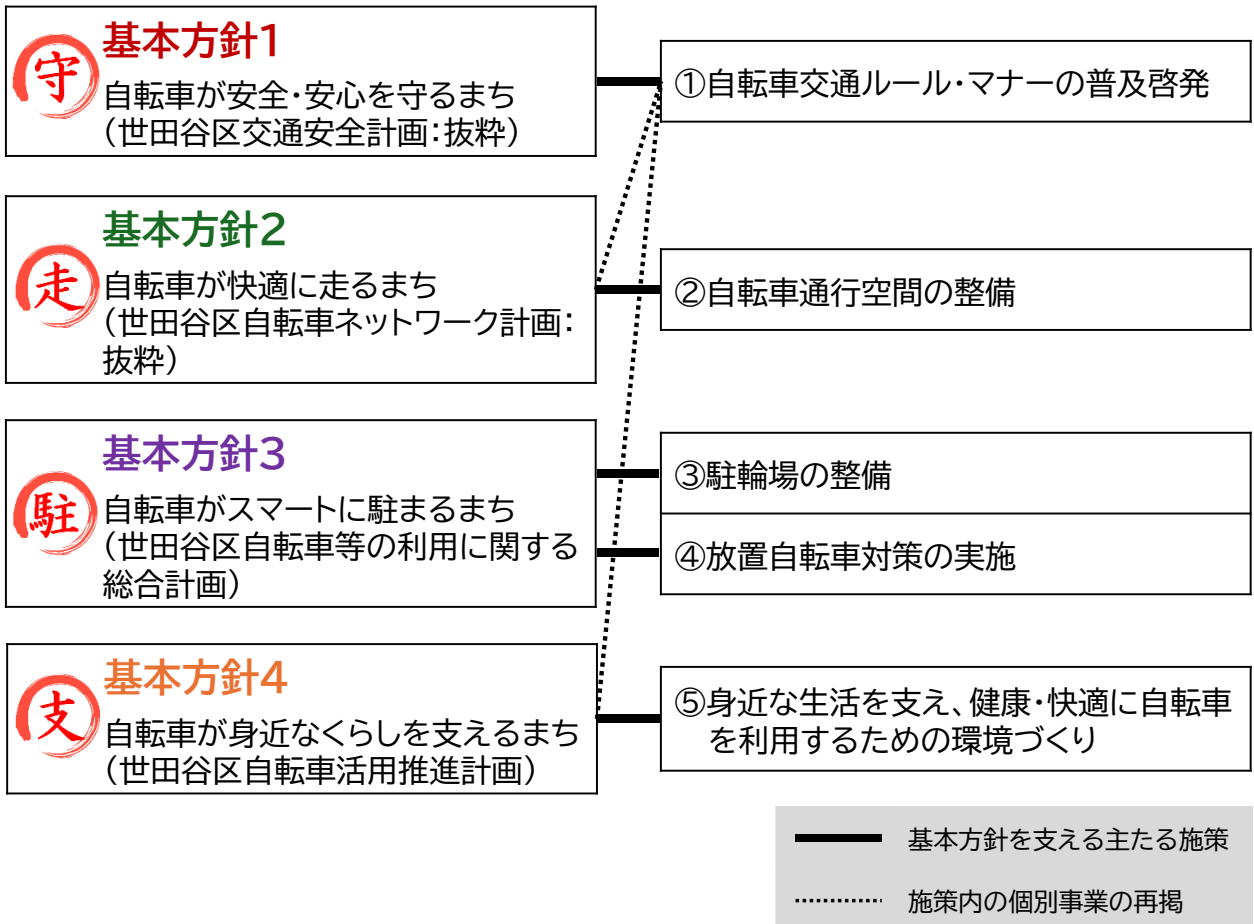 守
基本方針1
自転車が安全・安心を守るまち
（世田谷区交通安全計画：抜粋）
①自転車交通ルール・マナーの普及啓発
走
基本方針2
自転車が快適に走るまち
（世田谷区自転車ネットワーク計画：
抜粋）
②自転車通行空間の整備
駐
基本方針3
自転車がスマートに駐まるまち
（世田谷区自転車等の利用に関する
総合計画）
③駐輪場の整備
④放置自転車対策の実施
支
基本方針4
自転車が身近なくらしを支えるまち
（世田谷区自転車活用推進計画）
⑤身近な生活を支え、健康・快適に自転車
を利用するための環境づくり
基本方針を支える主たる施策
施策内の個別事業の再掲